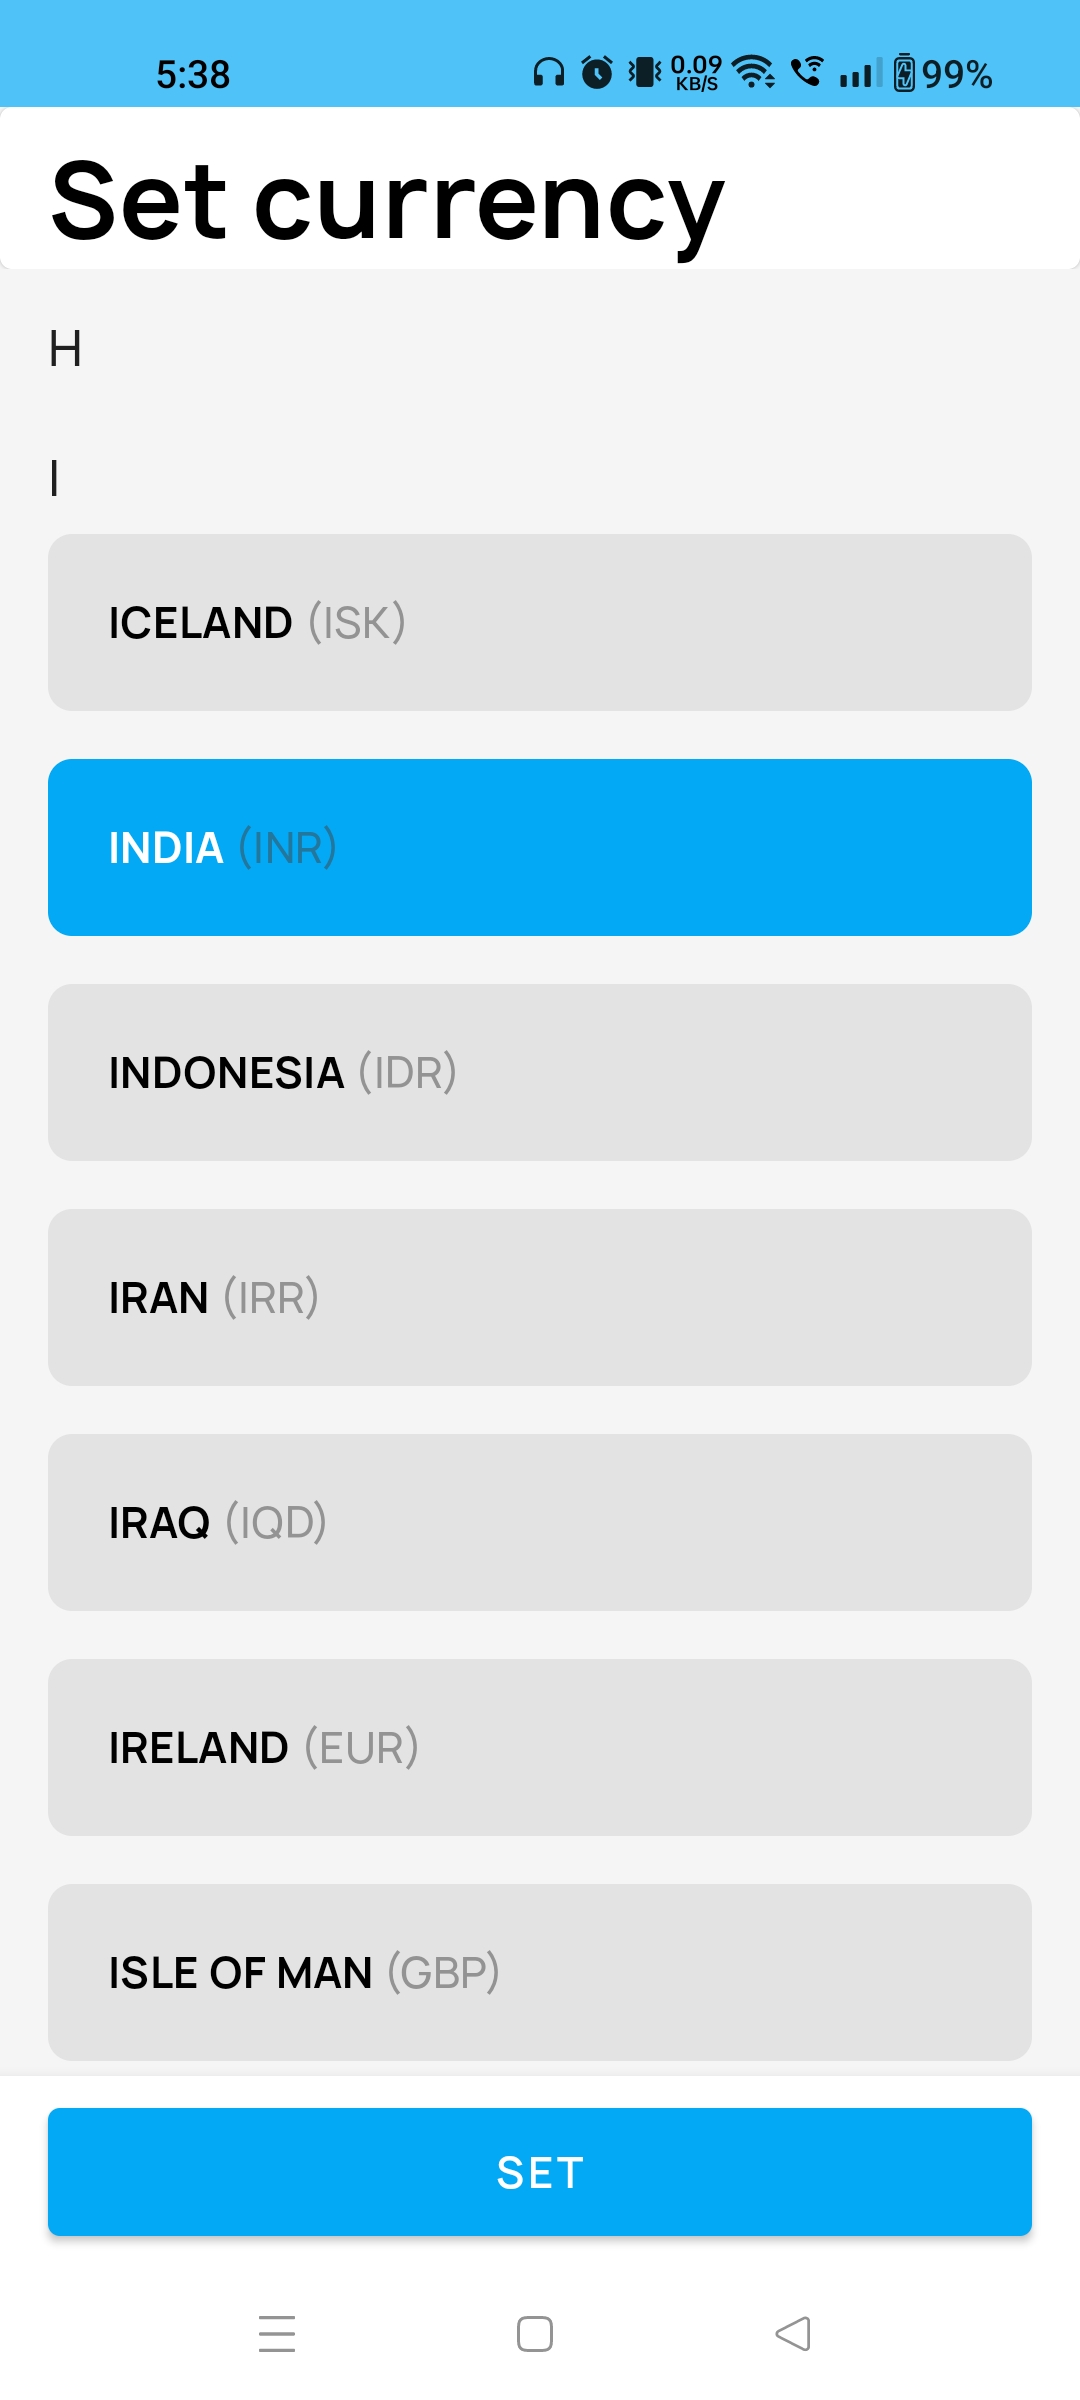 5:38 0.09 KB/S 99%
Set currency
H
I
ICELAND (ISK)
INDIA (INR)
INDONESIA (IDR)
IRAN (IRR)
IRAQ (IQD)
IRELAND (EUR)
ISLE OF MAN (GBP)
SET